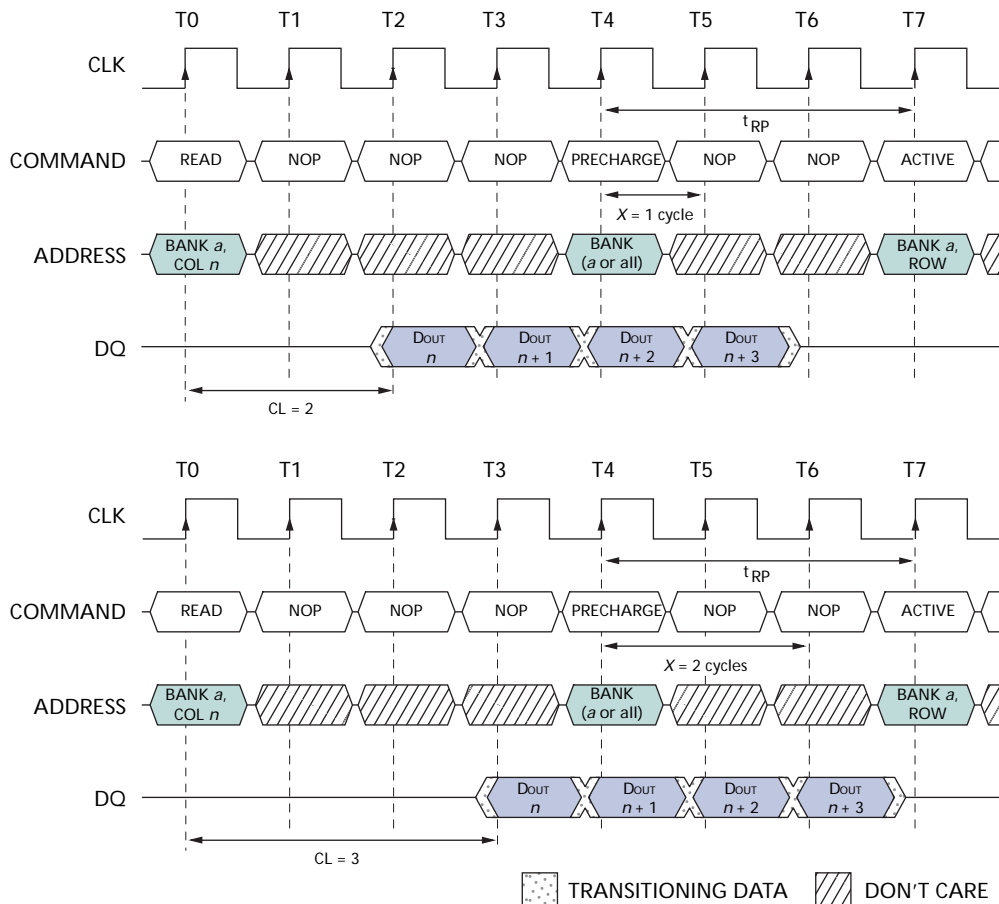 T0 T1 T2 T3 T4 T5 T6 T7
CLK
t RP
COMMAND READ NOP NOP NOP PRECHARGE NOP NOP ACTIVE
X = 1 cycle
ADDRESS BANK a, COL n BANK (a or all) BANK a, ROW
DQ DOUT n DOUT n + 1 DOUT n + 2 DOUT n + 3
CL = 2
T0 T1 T2 T3 T4 T5 T6 T7
CLK
t RP
COMMAND READ NOP NOP NOP PRECHARGE NOP NOP ACTIVE
X = 2 cycles
ADDRESS BANK a, COL n BANK (a or all) BANK a, ROW
DQ DOUT n DOUT n + 1 DOUT n + 2 DOUT n + 3
CL = 3
TRANSITIONING DATA DON'T CARE